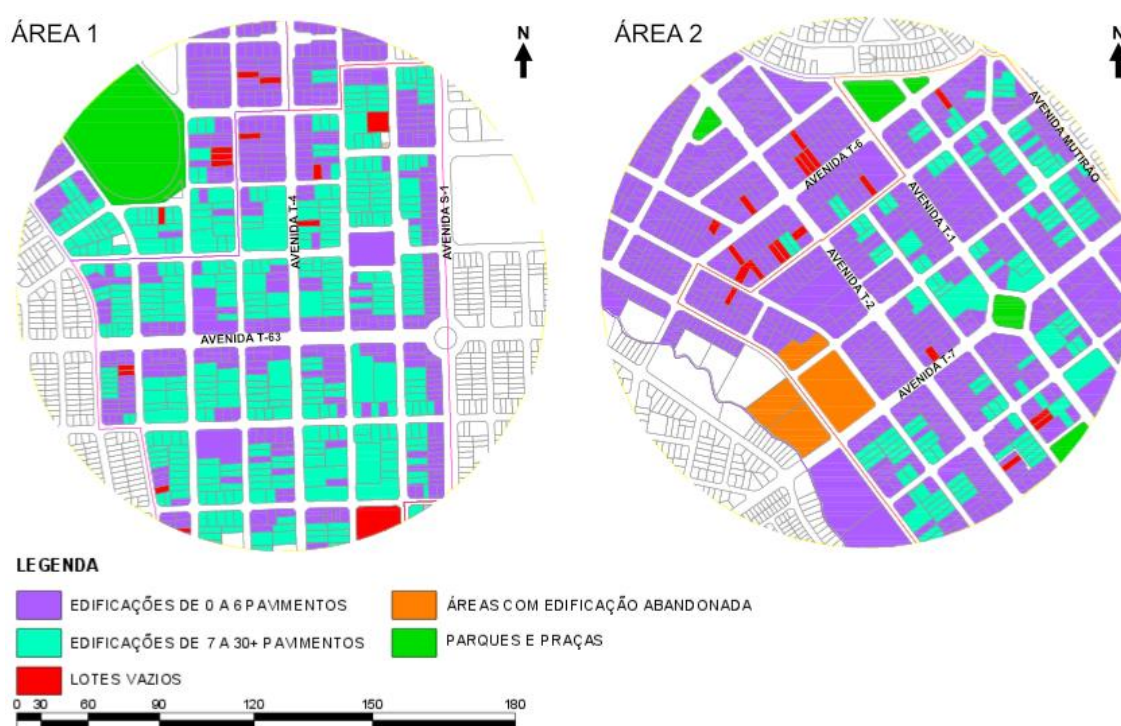 ÁREA 1
N
AVENIDA T-4
AVENIDA S-1
AVENIDA T-63
ÁREA 2
N
AVENIDA MUTIRÃO
AVENIDA T-6
AVENIDA T-1
AVENIDA T-2
AVENIDA T-7
LEGENDA
EDIFICAÇÕES DE 0 A 6 PAVIMENTOS
ÁREAS COM EDIFICAÇÃO ABANDONADA
EDIFICAÇÕES DE 7 A 30+ PAVIMENTOS
PARQUES E PRAÇAS
LOTES VAZIOS
0 30 60 90 120 150 180